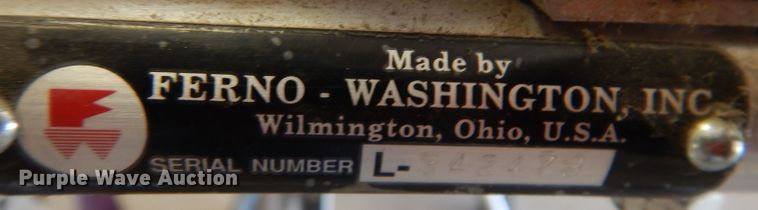 Made by
FERNO - WASHINGTON, INC
Wilmington, Ohio, U.S.A.
SERIAL NUMBER L-
Purple Wave Auction